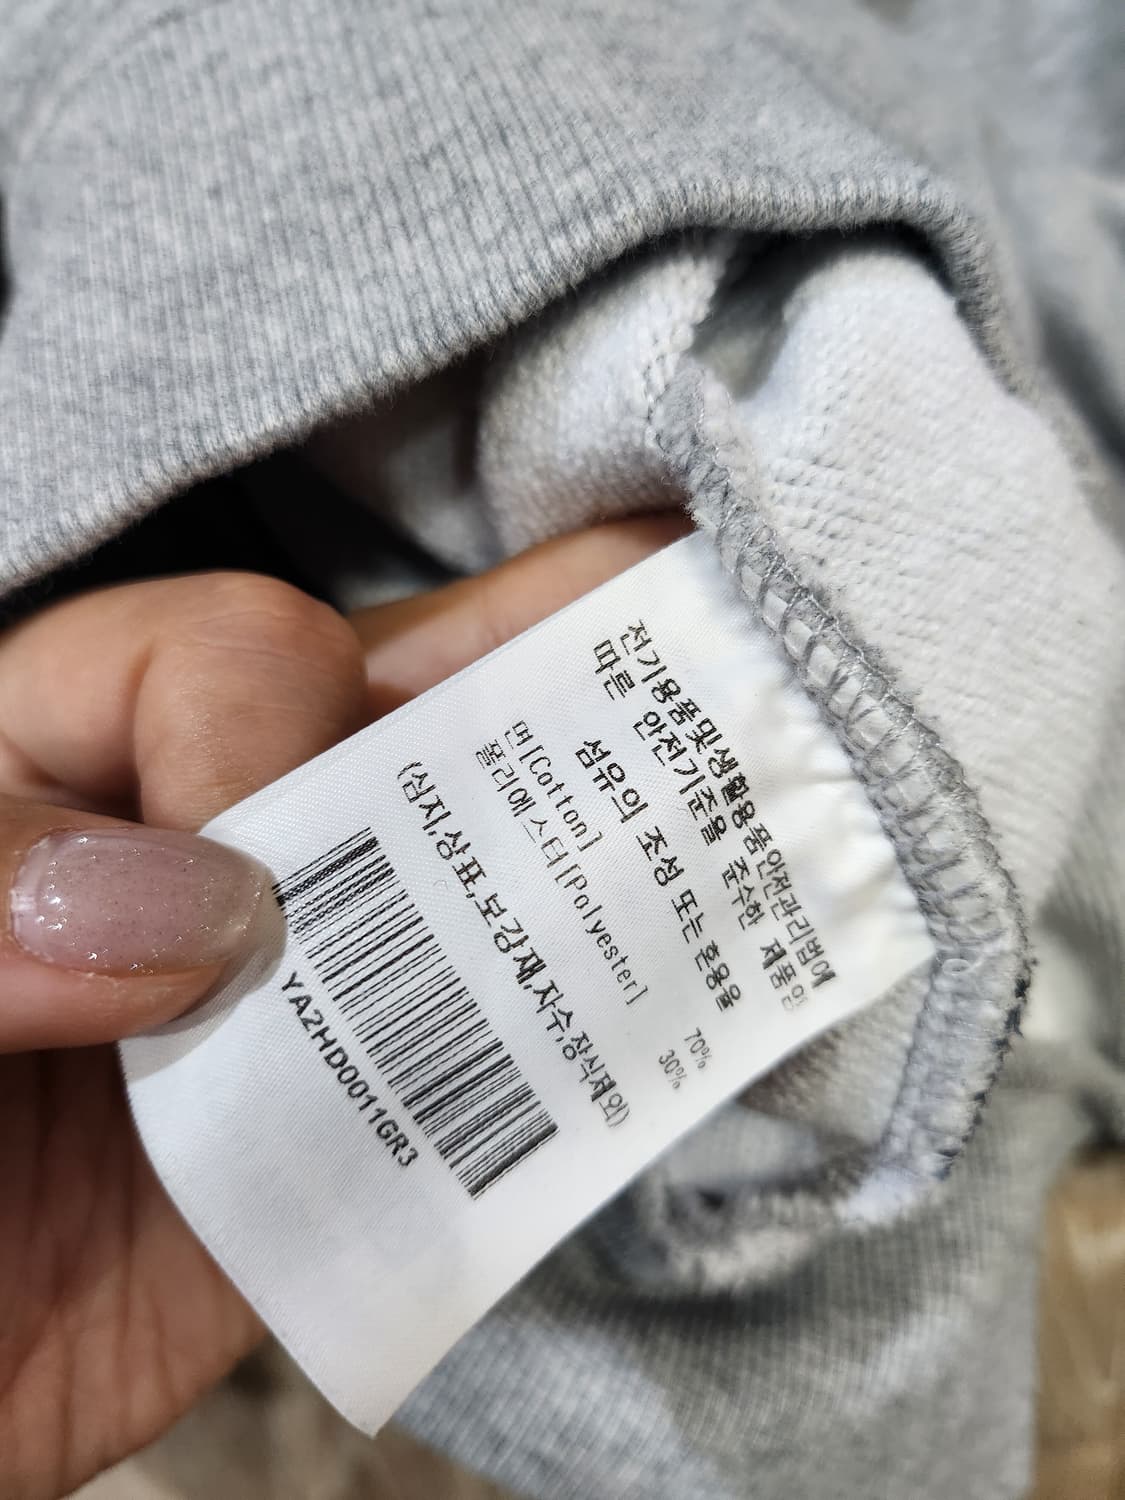 전기용품및생활용품안전관리법에
따른 안전기준을 준수한 제품임
섬유의 조성 또는 혼용율
면[Cotton] 70%
폴리에스터[Polyester] 30%
(심지,상표,보강재,자수,장식제외)
YA2HD0011GR3